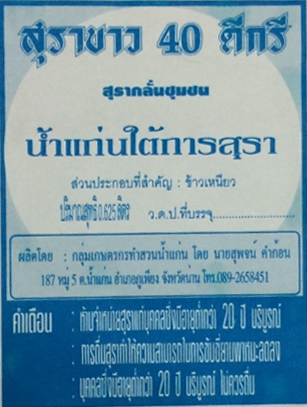 สุราขาว 40 ดีกรี
สุรากลั่นชุมชน
น้ำแก่นใต้การสุรา
ส่วนประกอบที่สำคัญ : ข้าวเหนียว
ปริมาณสุทธิ 0.625 ลิตร ว.ด.ป.ที่บรรจุ....................
ผลิตโดย : กลุ่มเกษตรกรทำสวนน้ำแก่น โดย นายสุพจน์ คำก้อน
187 หมู่ 5 ต.น้ำแก่น อำเภอภูเพียง จังหวัดน่าน โทร.089-2658451
คำเตือน : ห้ามจำหน่ายสุราแก่บุคคลซึ่งมีอายุต่ำกว่า 20 ปี บริบูรณ์
: การดื่มสุราทำให้ความสามารถในการขับขี่ยานพาหนะลดลง
: บุคคลซึ่งมีอายุต่ำกว่า 20 ปี บริบูรณ์ ไม่ควรดื่ม